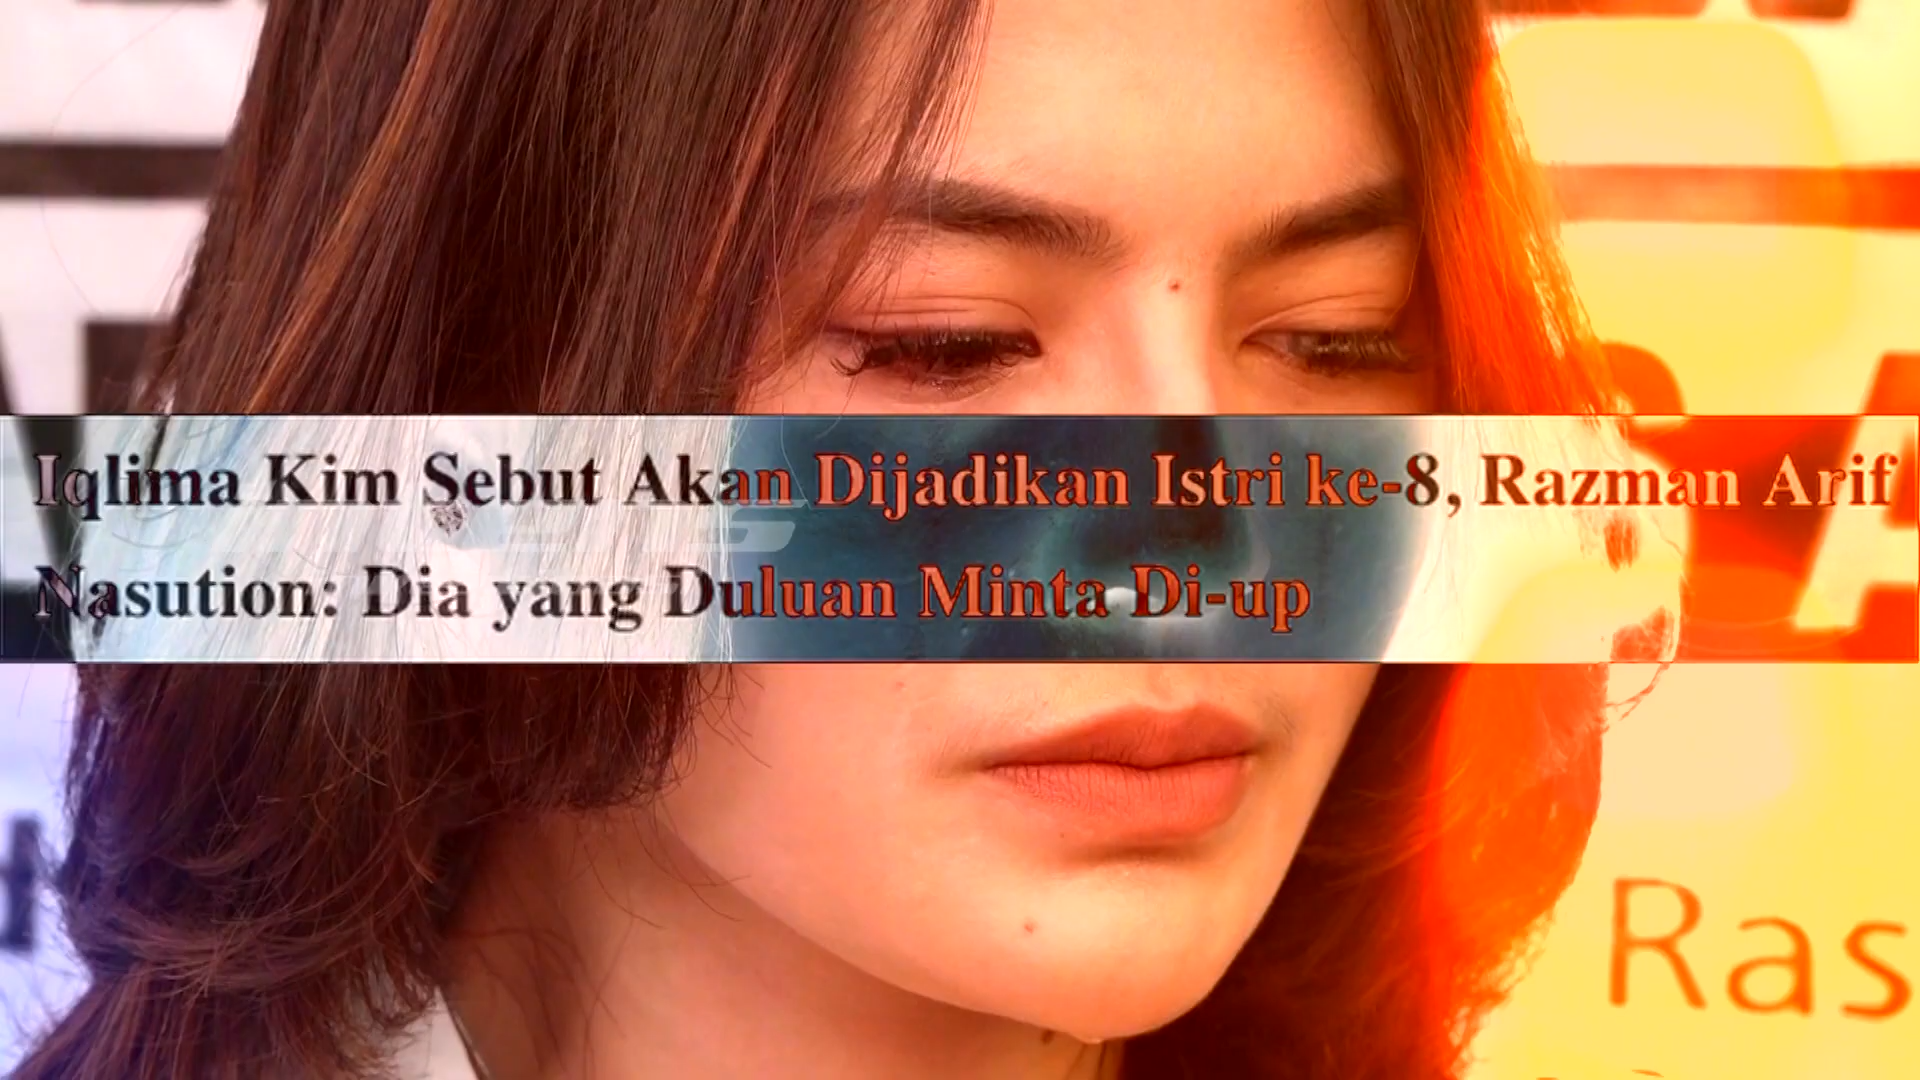 Iqlima Kim Sebut Akan Dijadikan Istri ke-8, Razman Arif
Nasution: Dia yang Duluan Minta Di-up
Ras